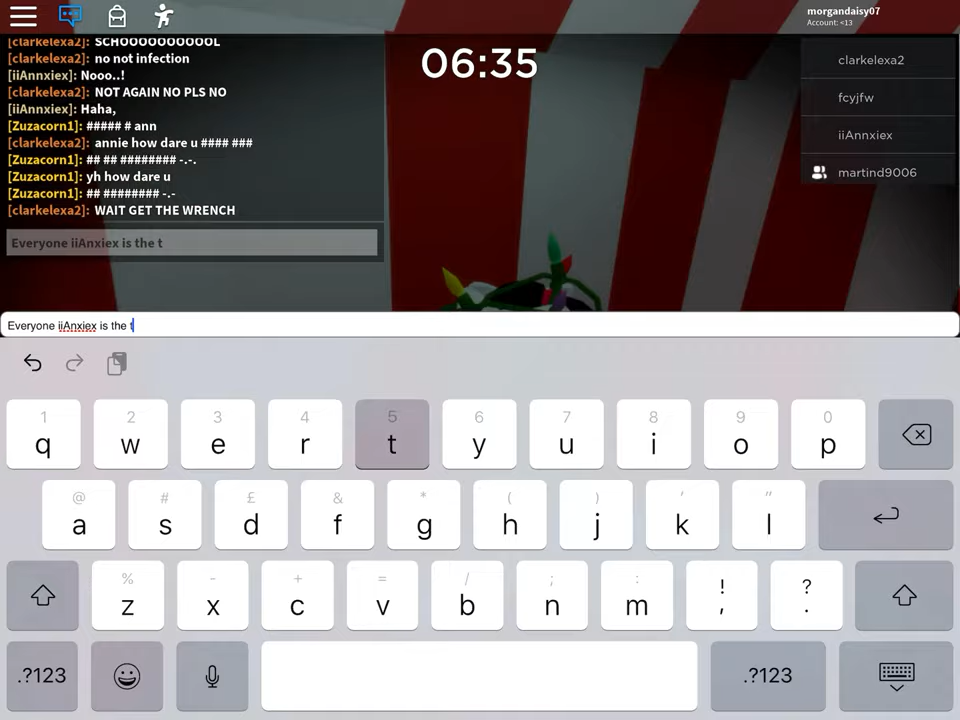 morgandaisy07
Account: <13
[clarkelexa2]: SCHOOOOOOOOOL
[clarkelexa2]: no not infection
[iiAnnxiex]: Nooo..!
[clarkelexa2]: NOT AGAIN NO PLS NO
[iiAnnxiex]: Haha,
[Zuzacorn1]: ##### # ann
[clarkelexa2]: annie how dare u #### ###
[Zuzacorn1]: ## ## ######## -.-.
[Zuzacorn1]: yh how dare u
[Zuzacorn1]: ## ######## -.-
[clarkelexa2]: WAIT GET THE WRENCH
Everyone iiAnxiex is the t
06:35
clarkelexa2
fcyjfw
iiAnnxiex
martind9006
Everyone iiAnxiex is the t
1 2 3 4 5 6 7 8 9 0
q w e r t y u i o p
@ # £ & * ( ) ' "
a s d f g h j k l
% - + = / ; : ! ?
z x c v b n m , .
.?123 .?123